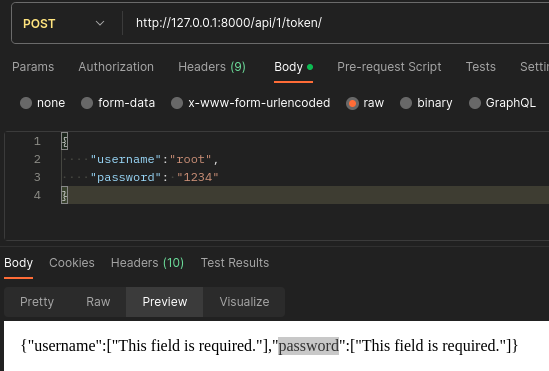 POST http://127.0.0.1:8000/api/1/token/
Params Authorization Headers (9) Body Pre-request Script Tests Setti
none form-data x-www-form-urlencoded raw binary GraphQL
1 {
2 ····"username":"root",
3 ····"password":·"1234"
4 }
Body Cookies Headers (10) Test Results
Pretty Raw Preview Visualize
{"username":["This field is required."],"password":["This field is required."]}